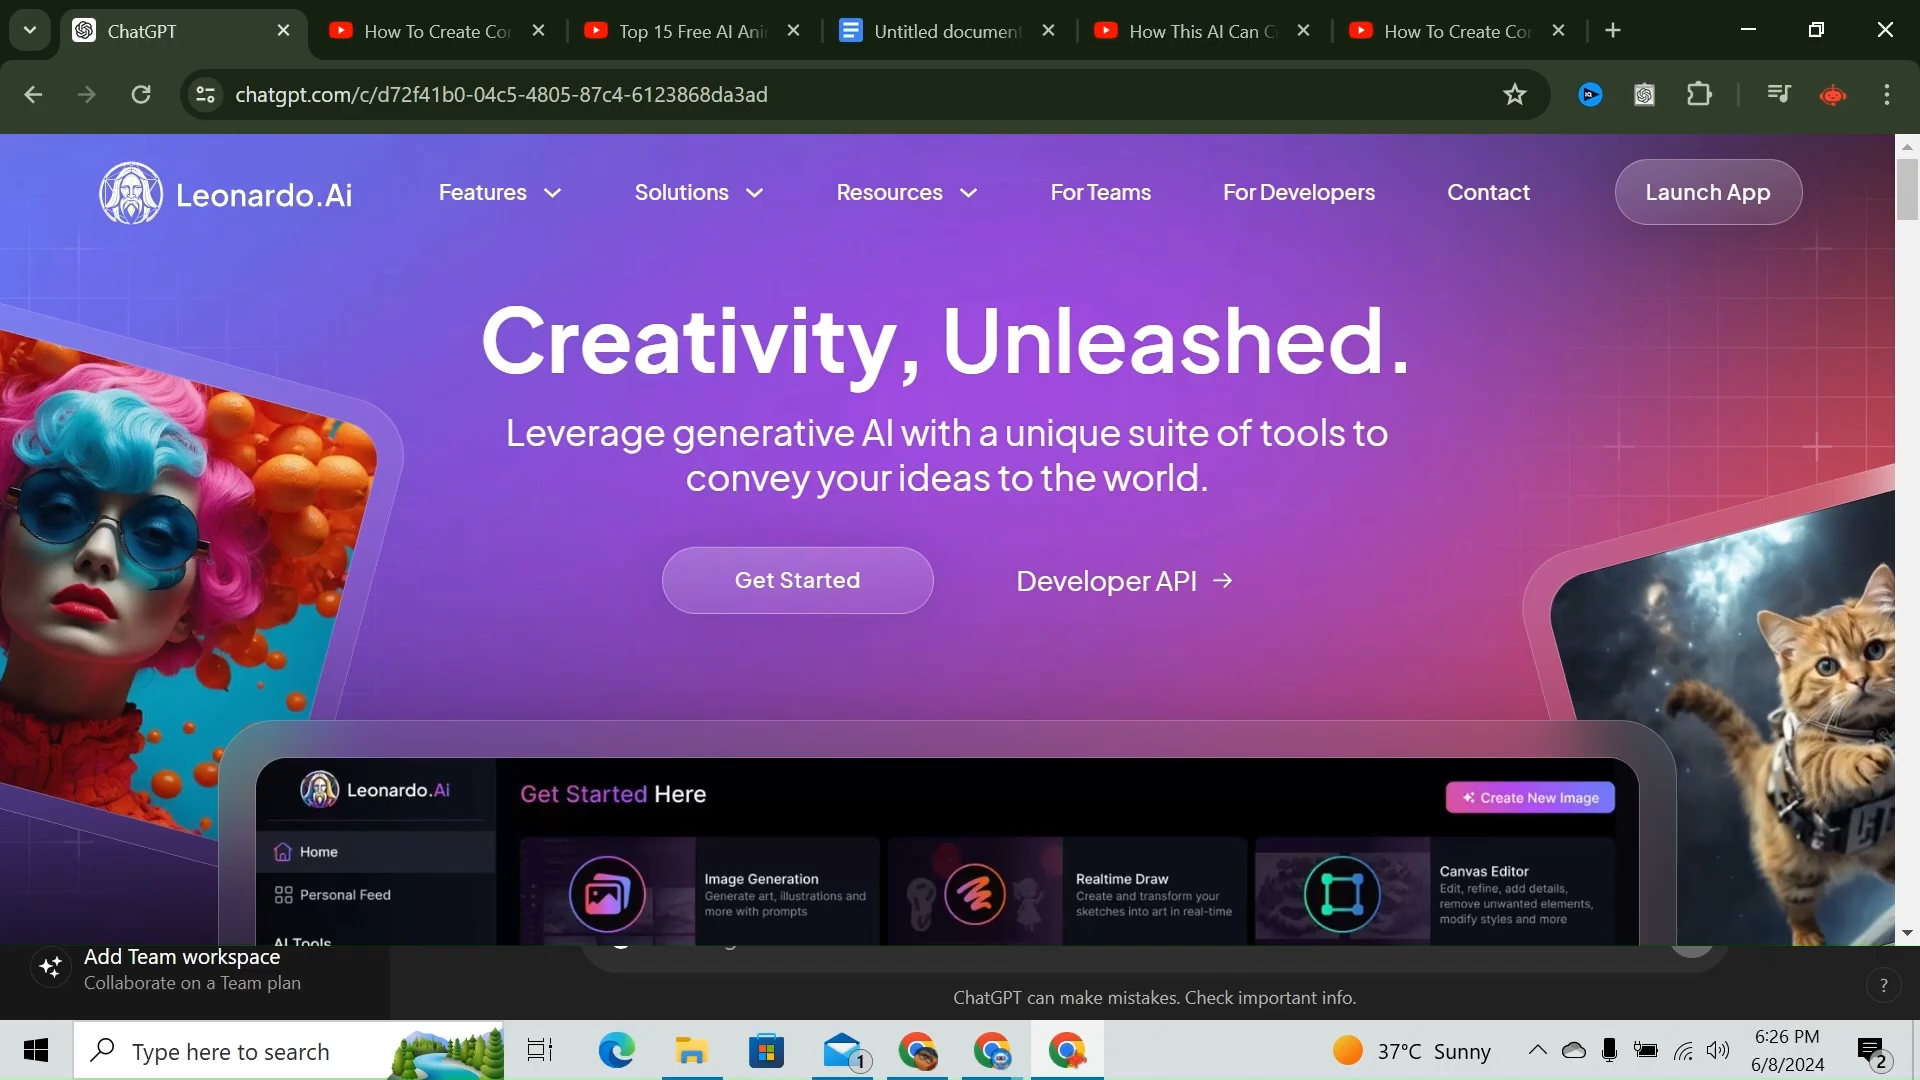 ChatGPT
How To Create Cor
Top 15 Free AI Ani
Untitled document
How This AI Can C
How To Create Cor
chatgpt.com/c/d72f41b0-04c5-4805-87c4-6123868da3ad
Leonardo.Ai
Features
Solutions
Resources
For Teams
For Developers
Contact
Launch App
Creativity, Unleashed.
Leverage generative AI with a unique suite of tools to
convey your ideas to the world.
Get Started
Developer API →
Leonardo.Ai
Get Started Here
Create New Image
Home
Personal Feed
AI Tools
Image Generation
Generate art, illustrations and
more with prompts
Realtime Draw
Create and transform your
sketches into art in real-time
Canvas Editor
Edit, refine, add details,
remove unwanted elements,
modify styles and more
Add Team workspace
Collaborate on a Team plan
ChatGPT can make mistakes. Check important info.
?
Type here to search
1
37°C Sunny
6:26 PM
6/8/2024
2